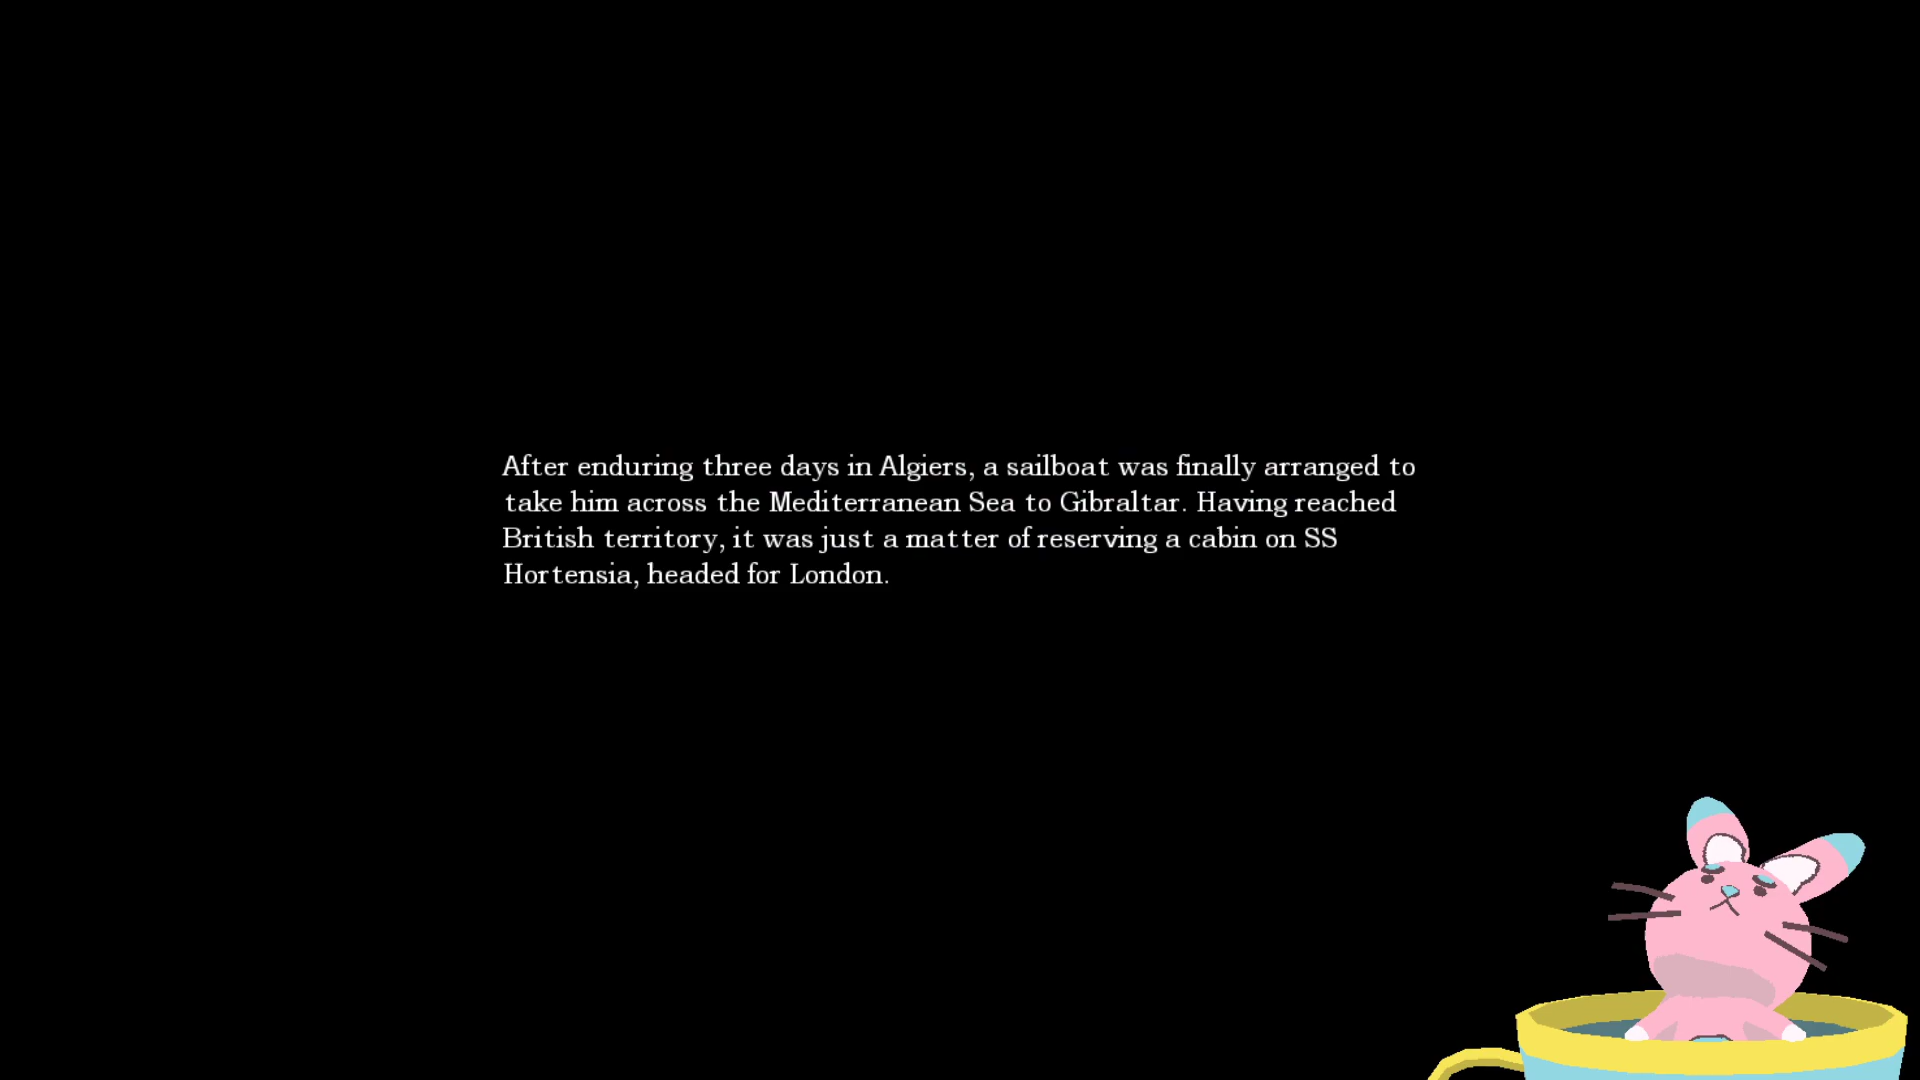 After enduring three days in Algiers, a sailboat was finally arranged to
take him across the Mediterranean Sea to Gibraltar. Having reached
British territory, it was just a matter of reserving a cabin on SS
Hortensia, headed for London.